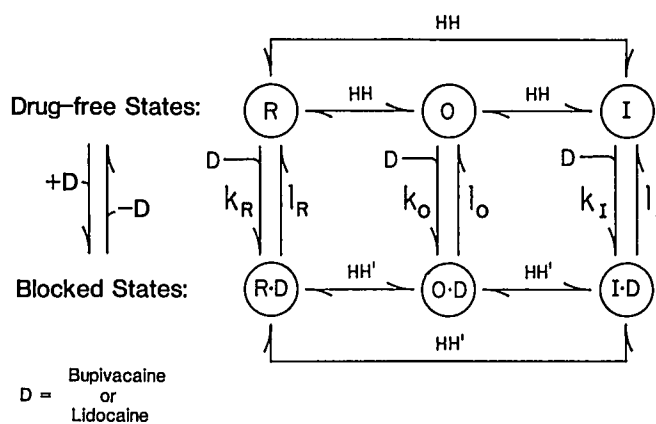 HH
Drug-free States:
R
HH
O
HH
I
+D
-D
D
k_R
l_R
D
k_O
l_O
D
k_I
l
Blocked States:
R·D
HH'
O·D
HH'
I·D
HH'
D = Bupivacaine
or
Lidocaine